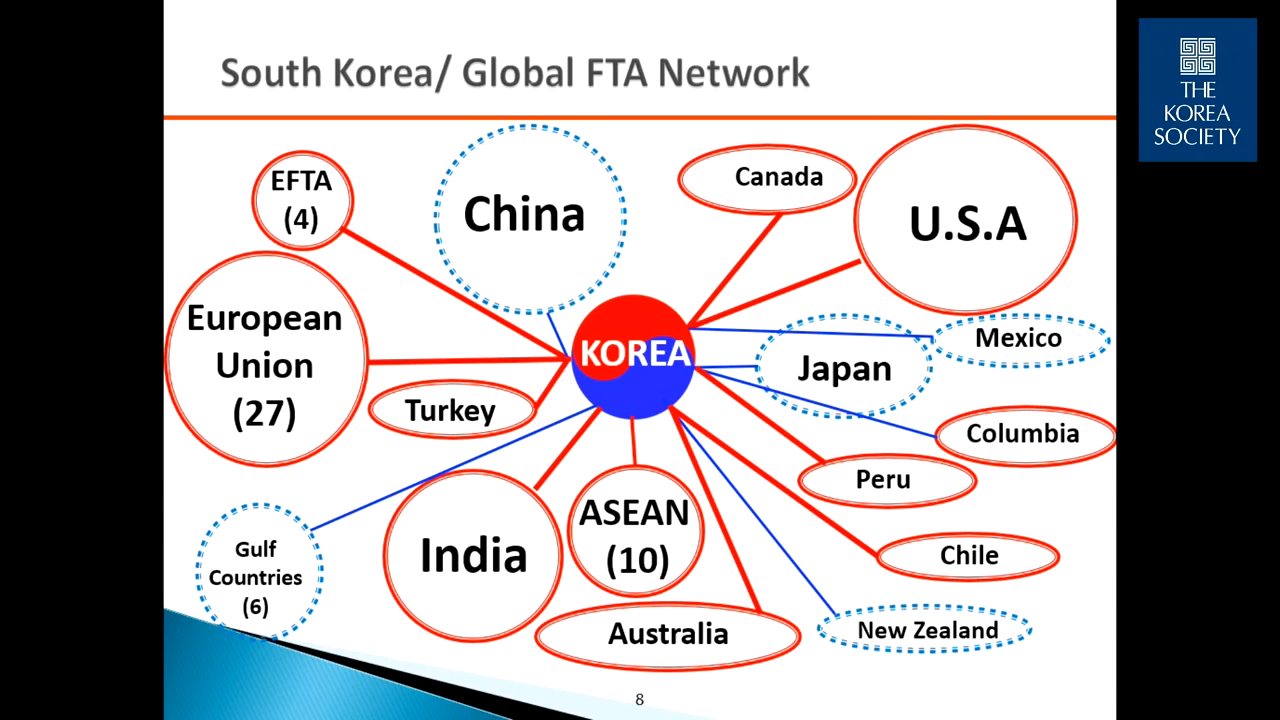 South Korea/ Global FTA Network
THE
KOREA
SOCIETY
EFTA
(4)
China
Canada
U.S.A
European
Union
(27)
KOREA
Mexico
Japan
Turkey
Columbia
Peru
Gulf
Countries
(6)
India
ASEAN
(10)
Chile
Australia
New Zealand
8